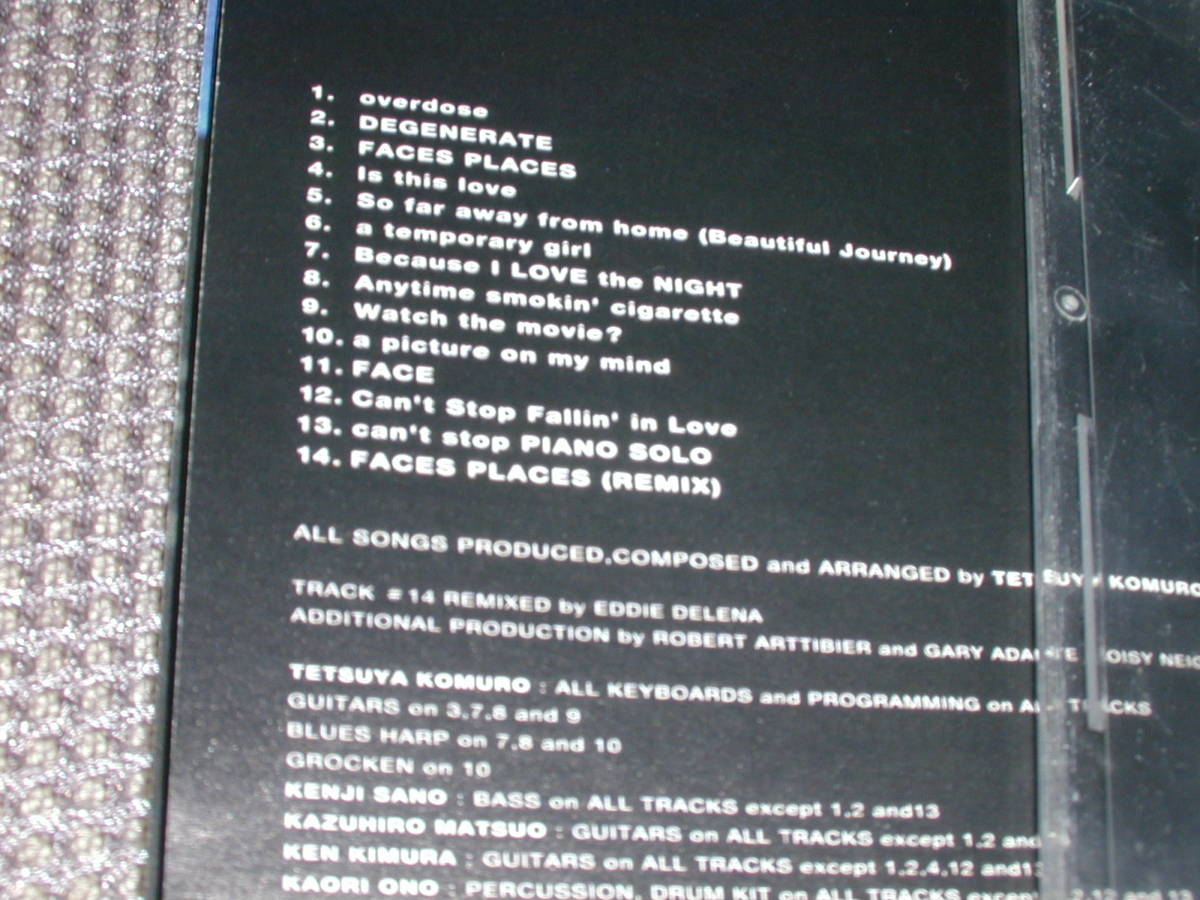 1. overdose
2. DEGENERATE
3. FACES PLACES
4. Is this love
5. So far away from home (Beautiful Journey)
6. a temporary girl
7. Because I LOVE the NIGHT
8. Anytime smokin' cigarette
9. Watch the movie?
10. a picture on my mind
11. FACE
12. Can't Stop Fallin' in Love
13. can't stop PIANO SOLO
14. FACES PLACES (REMIX)
ALL SONGS PRODUCED.COMPOSED and ARRANGED by KOMURO
TRACK #14 REMIXED by EDDIE DELENA
ADDITIONAL PRODUCTION by ROBERT ARTTIBIER and GARY
TETSUYA KOMURO : ALL KEYBOARDS and PROGRAMMING on
GUITARS on 3.7.8 and 9
BLUES HARP on 7.8 and 10
GROCKEN on 10
KENJI SANO : BASS on ALL TRACKS except 1.2 and13
KAZUHIRO MATSUO : GUITARS on ALL TRACKS except 1.2 and
KEN KIMURA : GUITARS on ALL TRACKS except 1.2.4.12 and13
KAORI ONO : PERCUSSION, DRUM KIT on ALL TRACKS